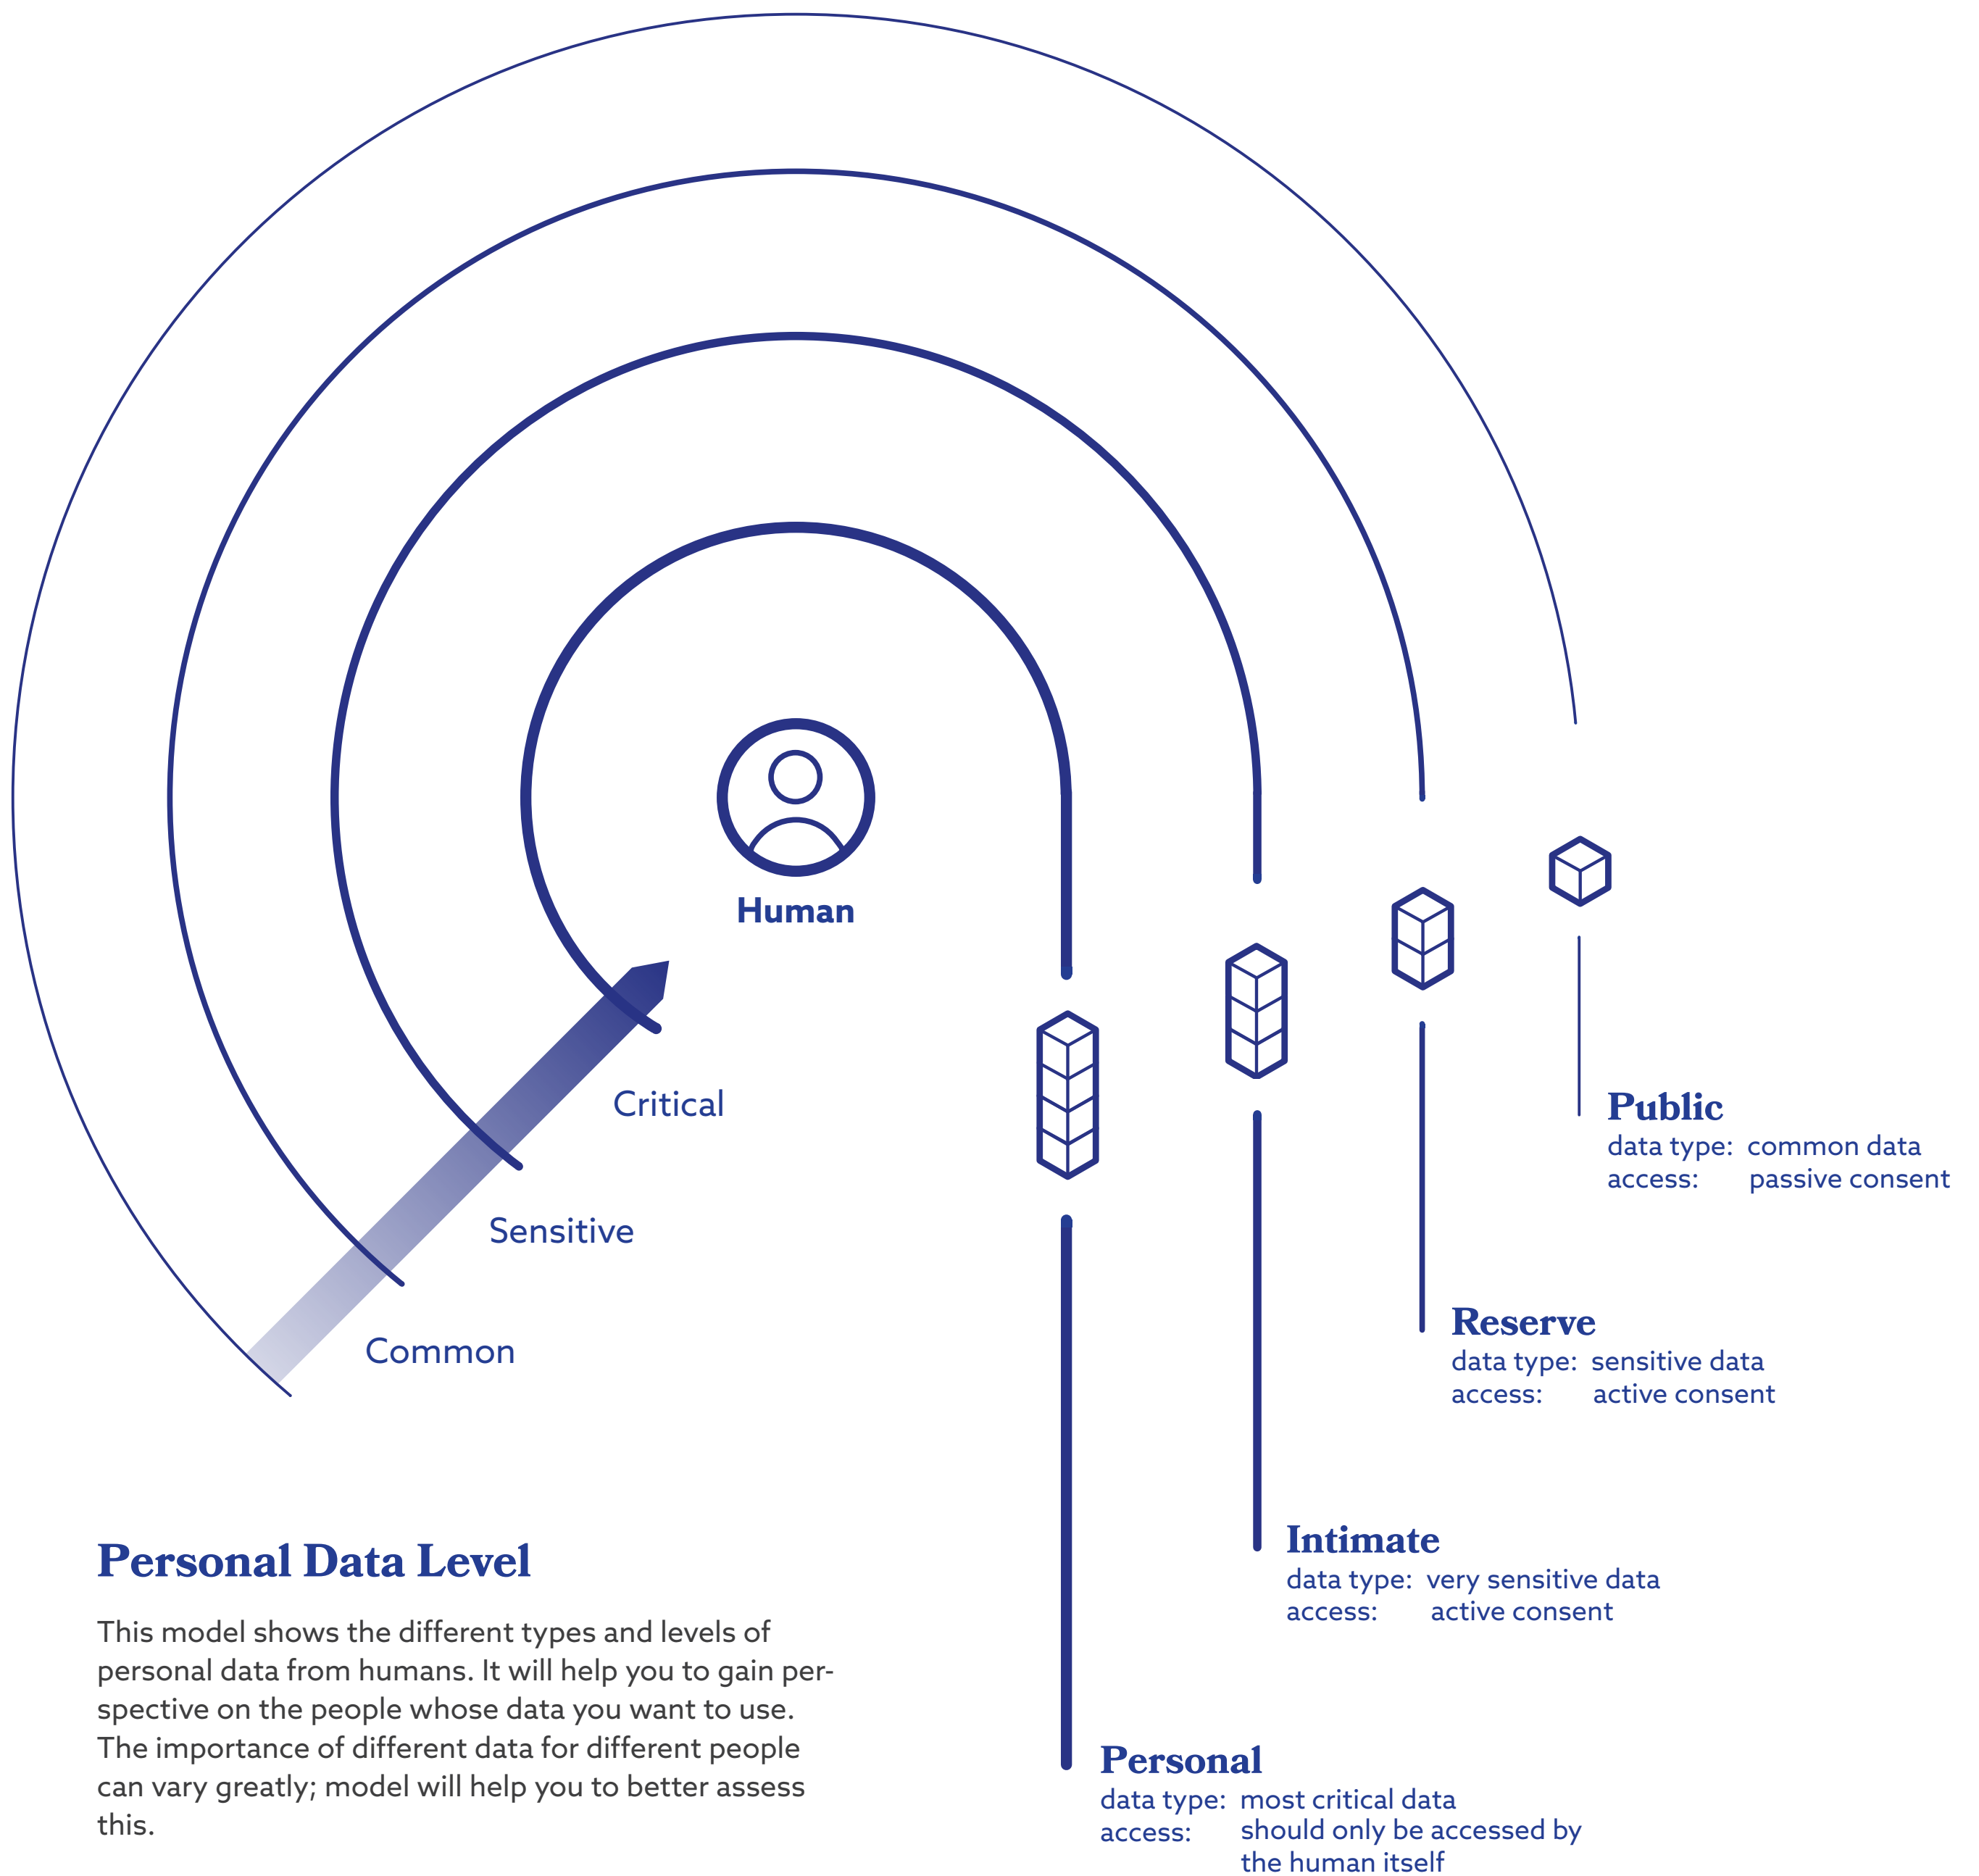 Human
Critical
Sensitive
Common
Public
data type: common data
access: passive consent
Reserve
data type: sensitive data
access: active consent
Intimate
data type: very sensitive data
access: active consent
Personal
data type: most critical data
access: should only be accessed by
the human itself
Personal Data Level
This model shows the different types and levels of
personal data from humans. It will help you to gain per-
spective on the people whose data you want to use.
The importance of different data for different people
can vary greatly; model will help you to better assess
this.